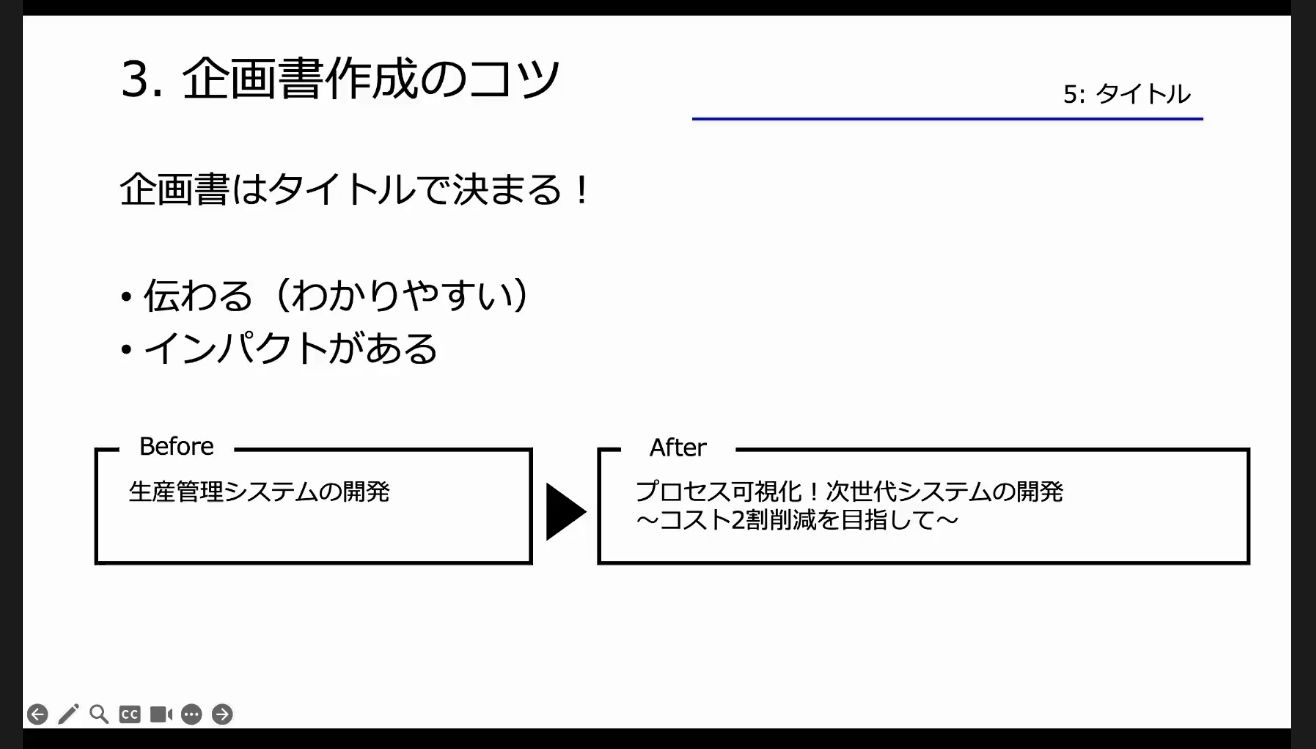 3. 企画書作成のコツ
5: タイトル
企画書はタイトルで決まる！
• 伝わる（わかりやすい）
• インパクトがある
Before
生産管理システムの開発
After
プロセス可視化！次世代システムの開発
～コスト2割削減を目指して～
CC